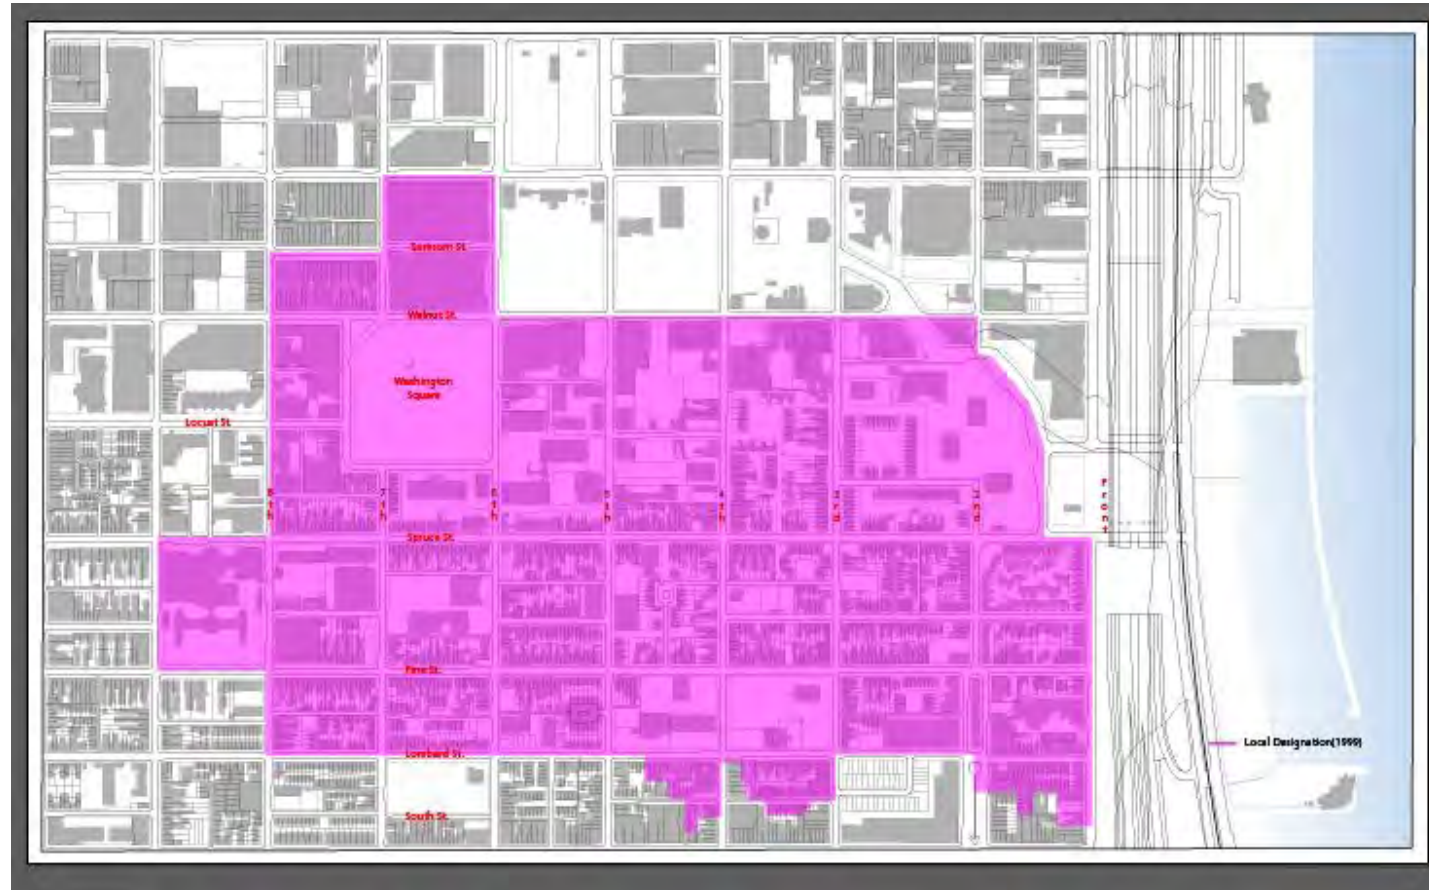 Sansom St.
Walnut St.
Washington
Square
Locust St.
8th
7th
6th
5th
4th
3rd
2nd
Front
Spruce St.
Pine St.
Lombard St.
South St.
Local Designation(1999)